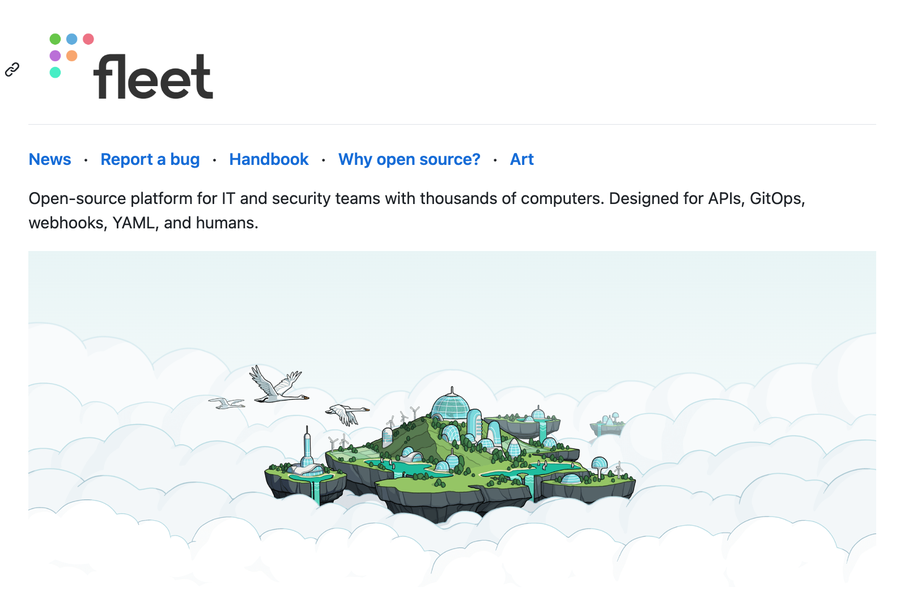 fleet
News · Report a bug · Handbook · Why open source? · Art
Open-source platform for IT and security teams with thousands of computers. Designed for APIs, GitOps,
webhooks, YAML, and humans.